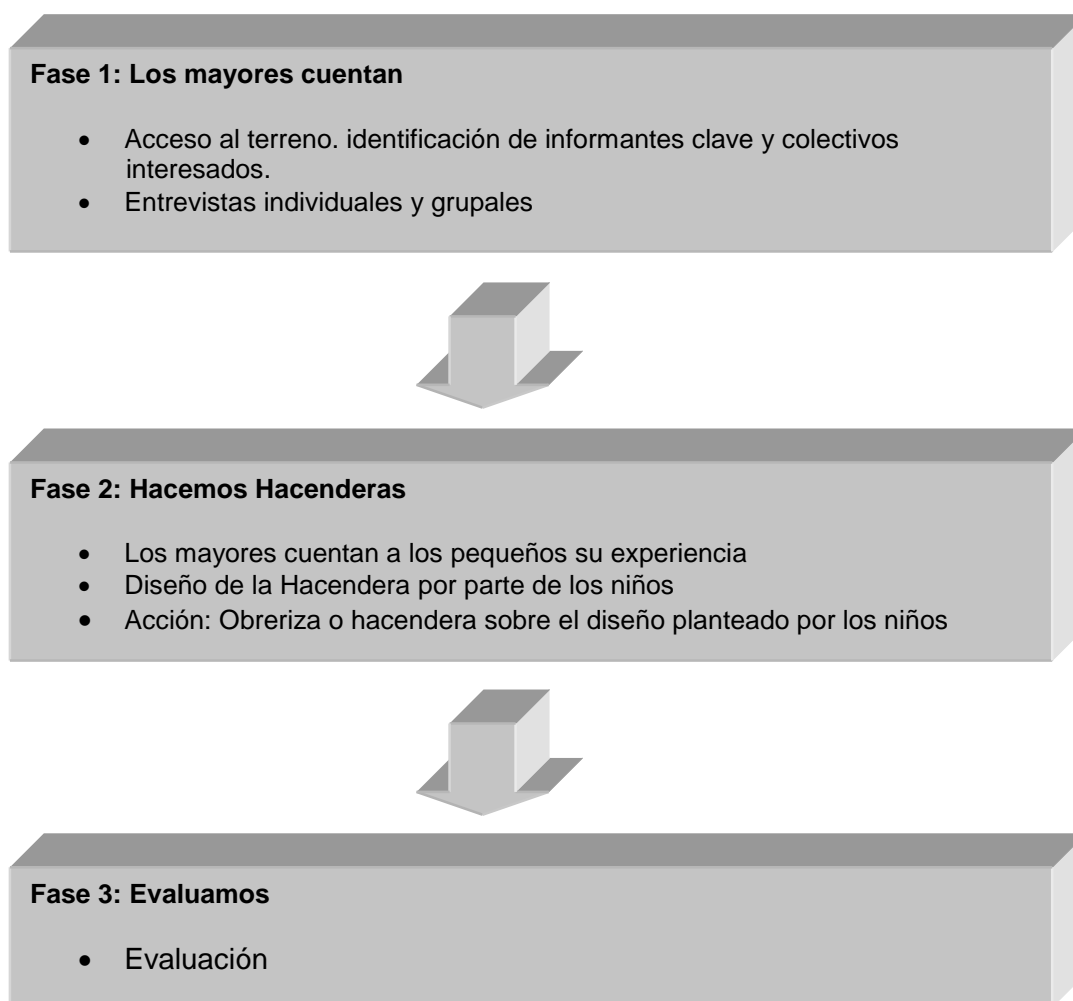 Fase 1: Los mayores cuentan
• Acceso al terreno. identificación de informantes clave y colectivos
interesados.
• Entrevistas individuales y grupales
Fase 2: Hacemos Hacenderas
• Los mayores cuentan a los pequeños su experiencia
• Diseño de la Hacendera por parte de los niños
• Acción: Obreriza o hacendera sobre el diseño planteado por los niños
Fase 3: Evaluamos
• Evaluación